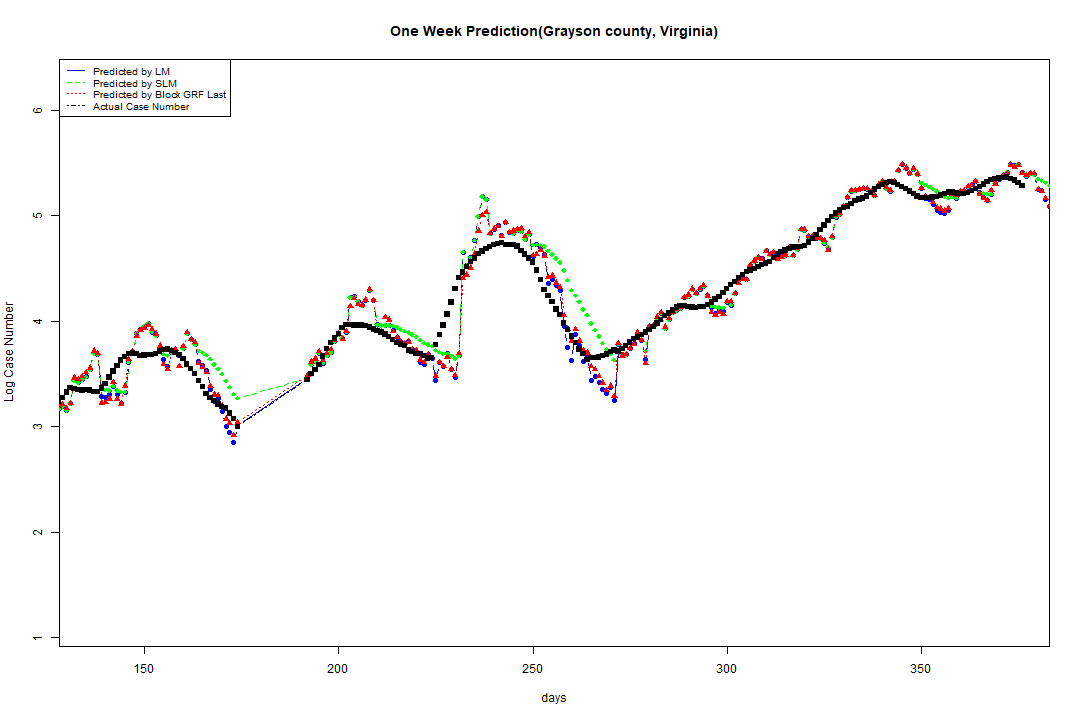 One Week Prediction(Grayson county, Virginia)
Predicted by LM
Predicted by SLM
Predicted by Block GRF Last
Actual Case Number
6
5
4
3
2
1
Log Case Number
150 200 250 300 350
days